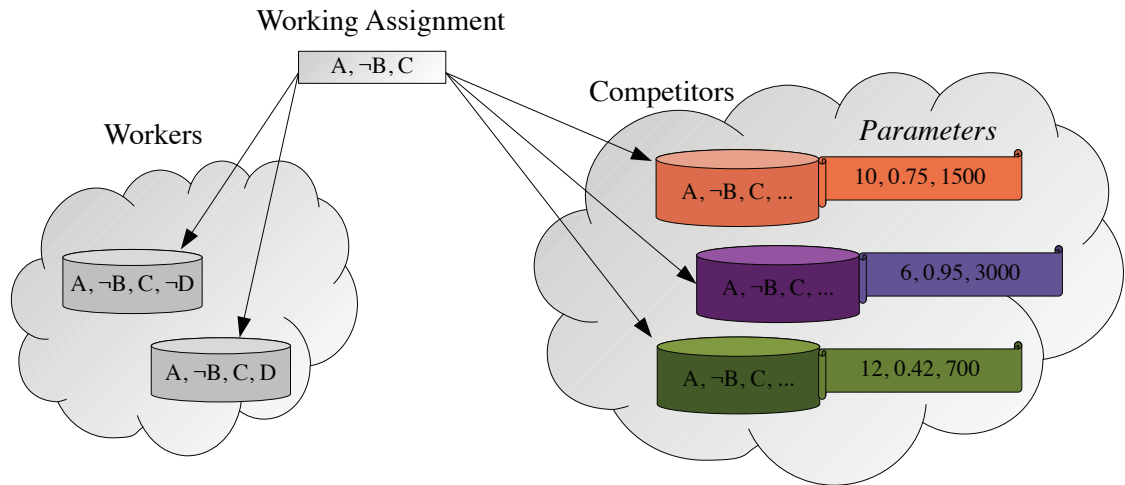 Working Assignment
A, ¬B, C
Workers
A, ¬B, C, ¬D
A, ¬B, C, D
Competitors
Parameters
A, ¬B, C, ...
10, 0.75, 1500
A, ¬B, C, ...
6, 0.95, 3000
A, ¬B, C, ...
12, 0.42, 700